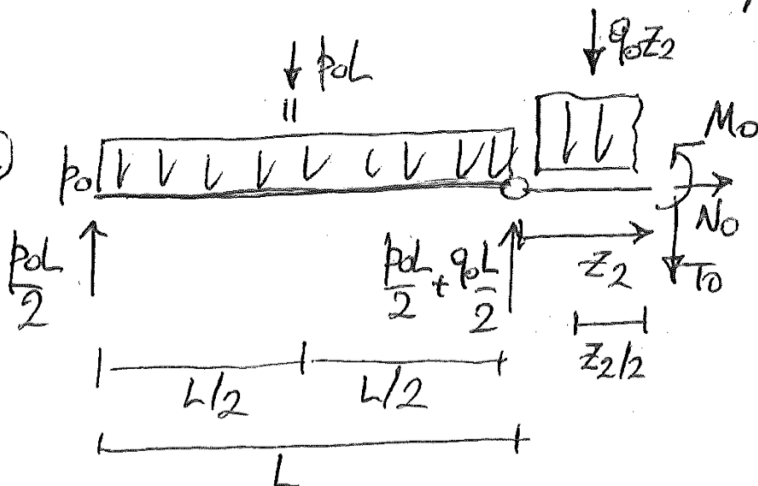 p₀L
q₀z₂
M₀
p₀
N₀
p₀L/2
p₀L/2 + q₀L/2
z₂
T₀
z₂/2
L/2 L/2
L